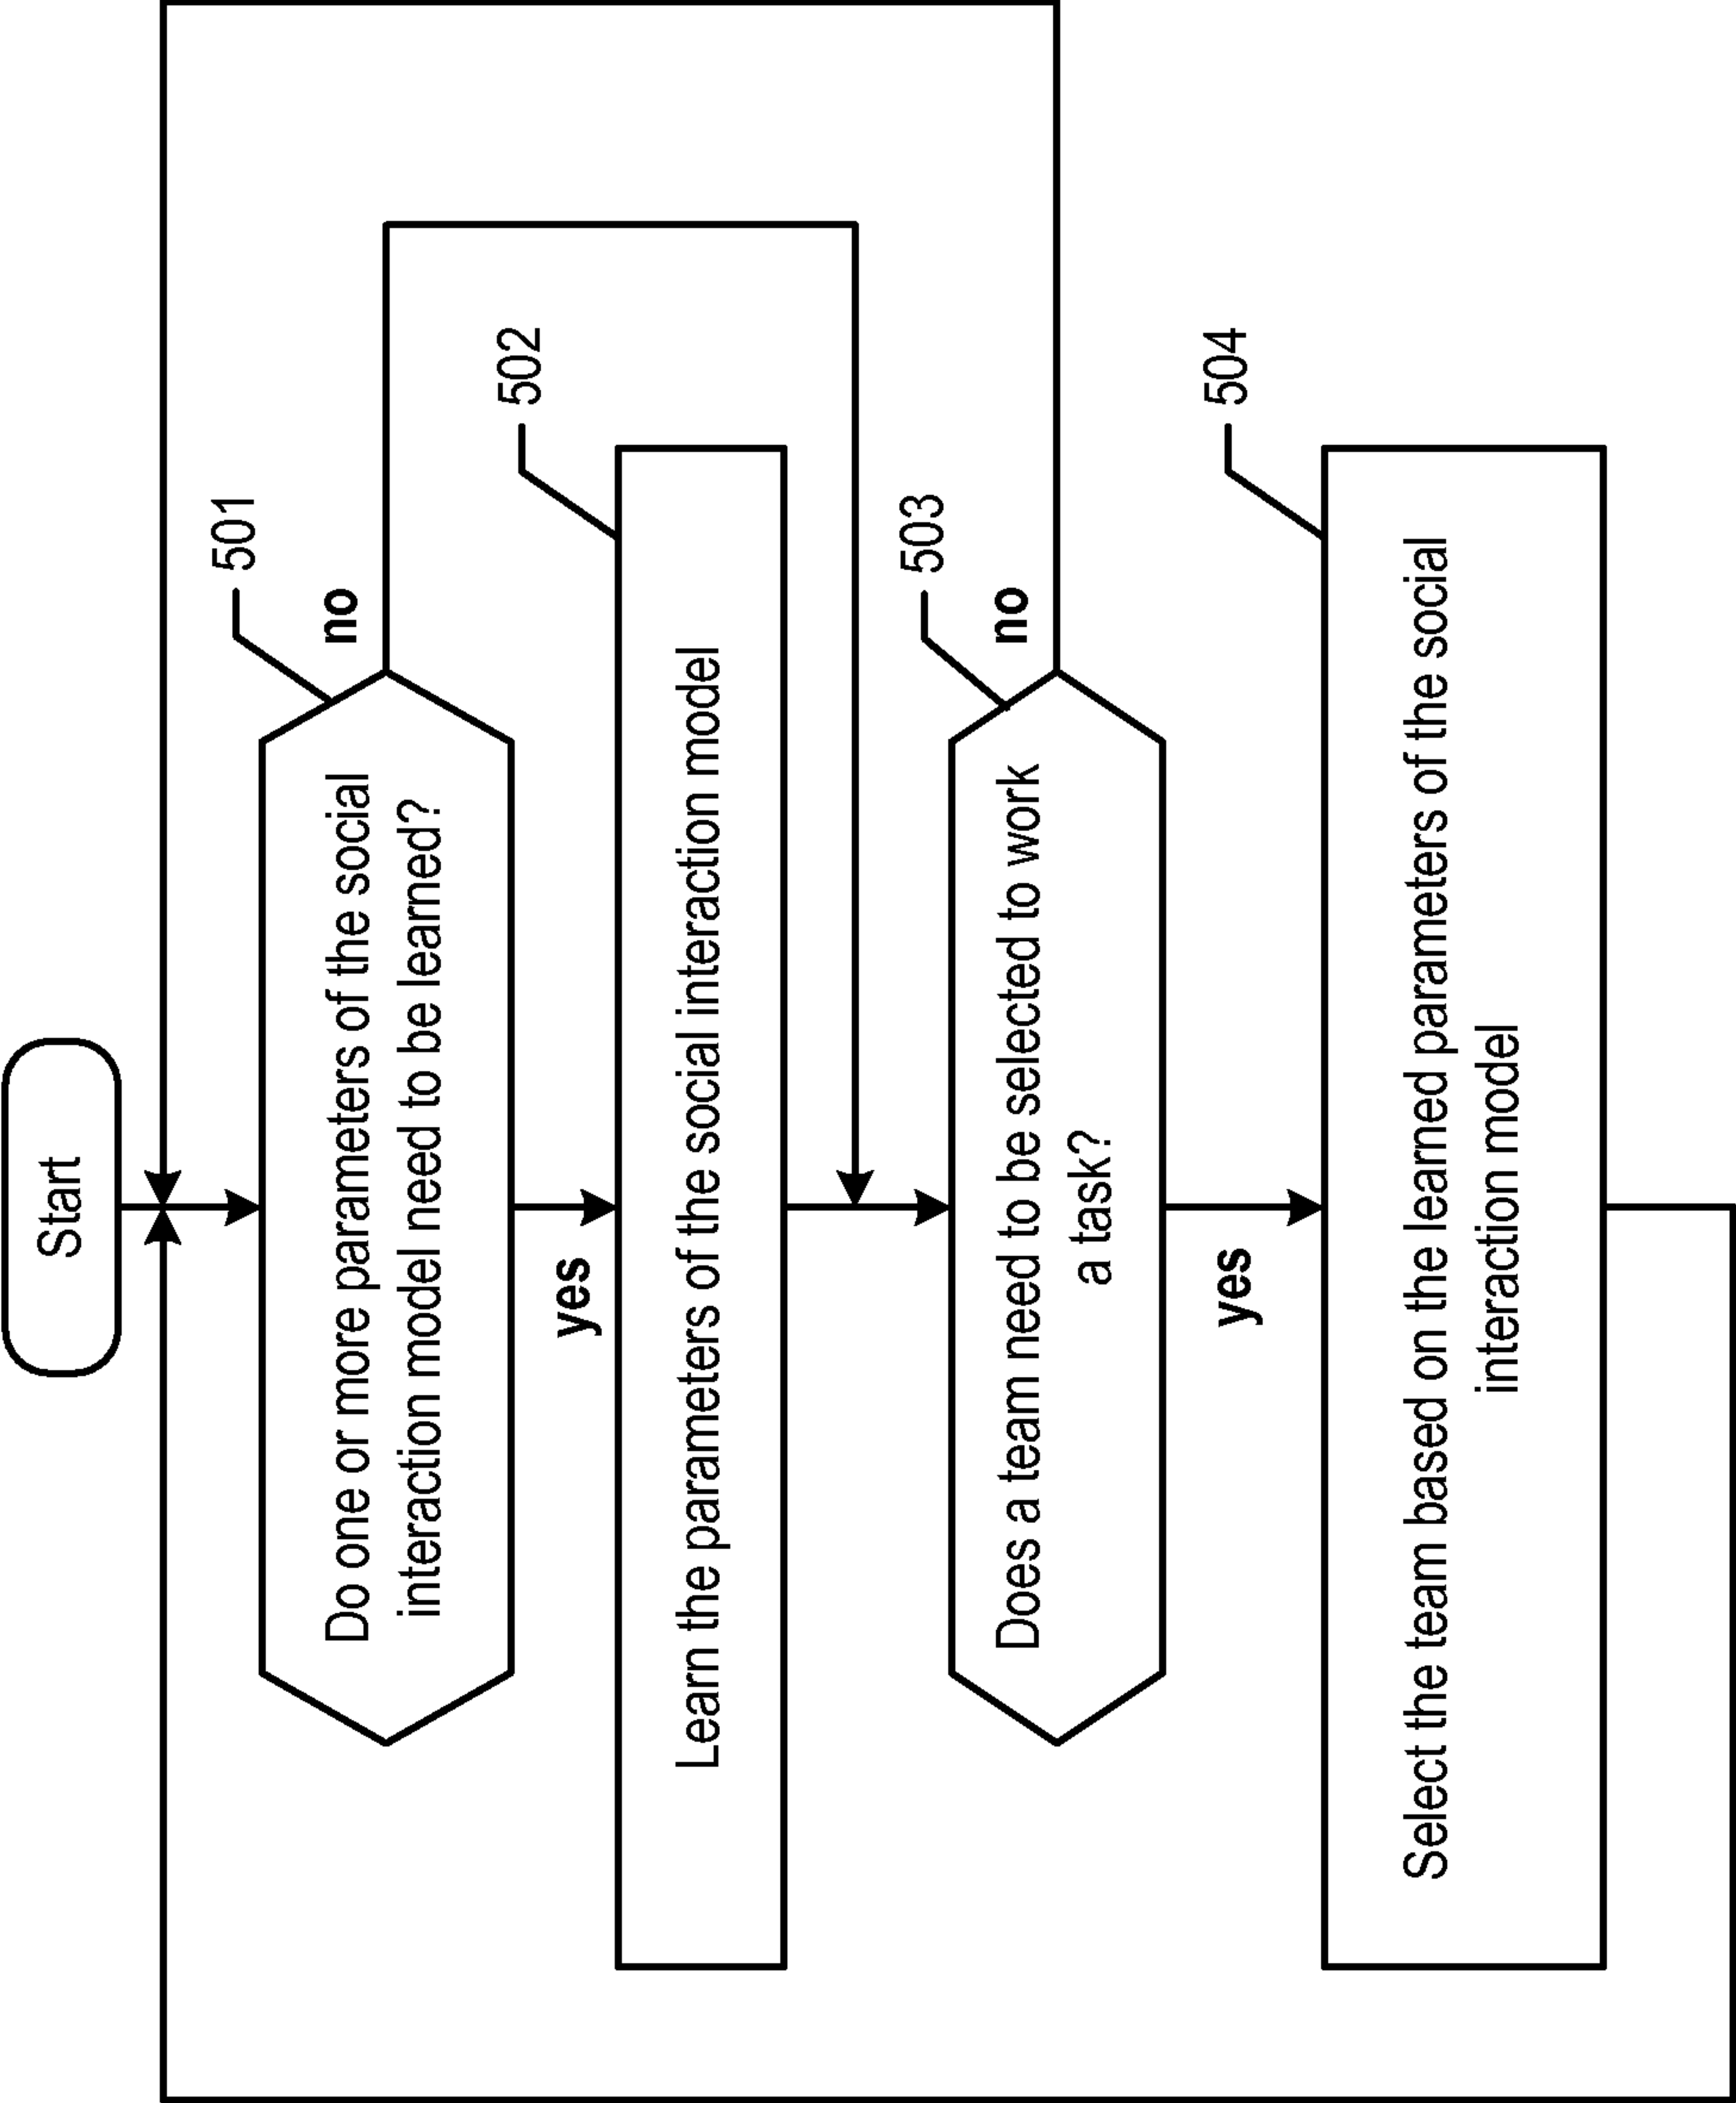 Start
501
Do one or more parameters of the social
interaction model need to be learned?
no
yes
502
Learn the parameters of the social interaction model
503
Does a team need to be selected to work
a task?
no
yes
504
Select the team based on the learned parameters of the social
interaction model